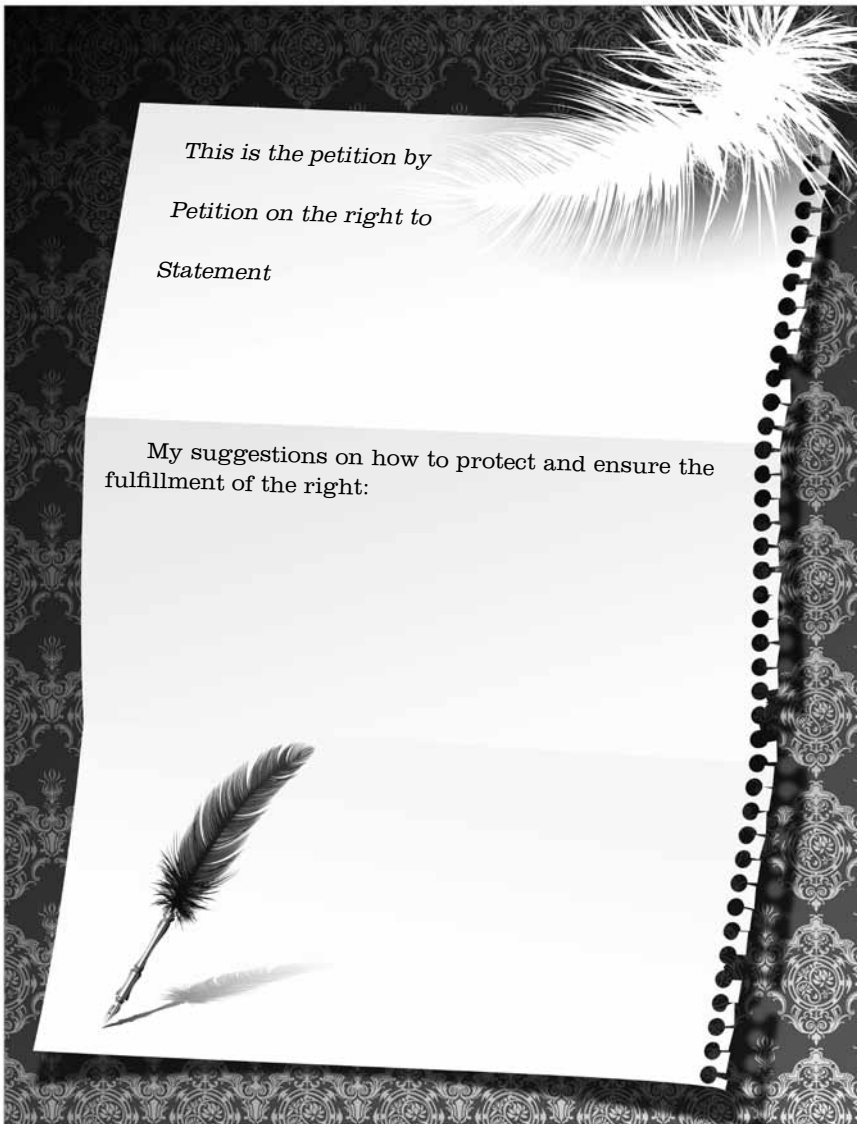 This is the petition by
Petition on the right to
Statement
My suggestions on how to protect and ensure the
fulfillment of the right: